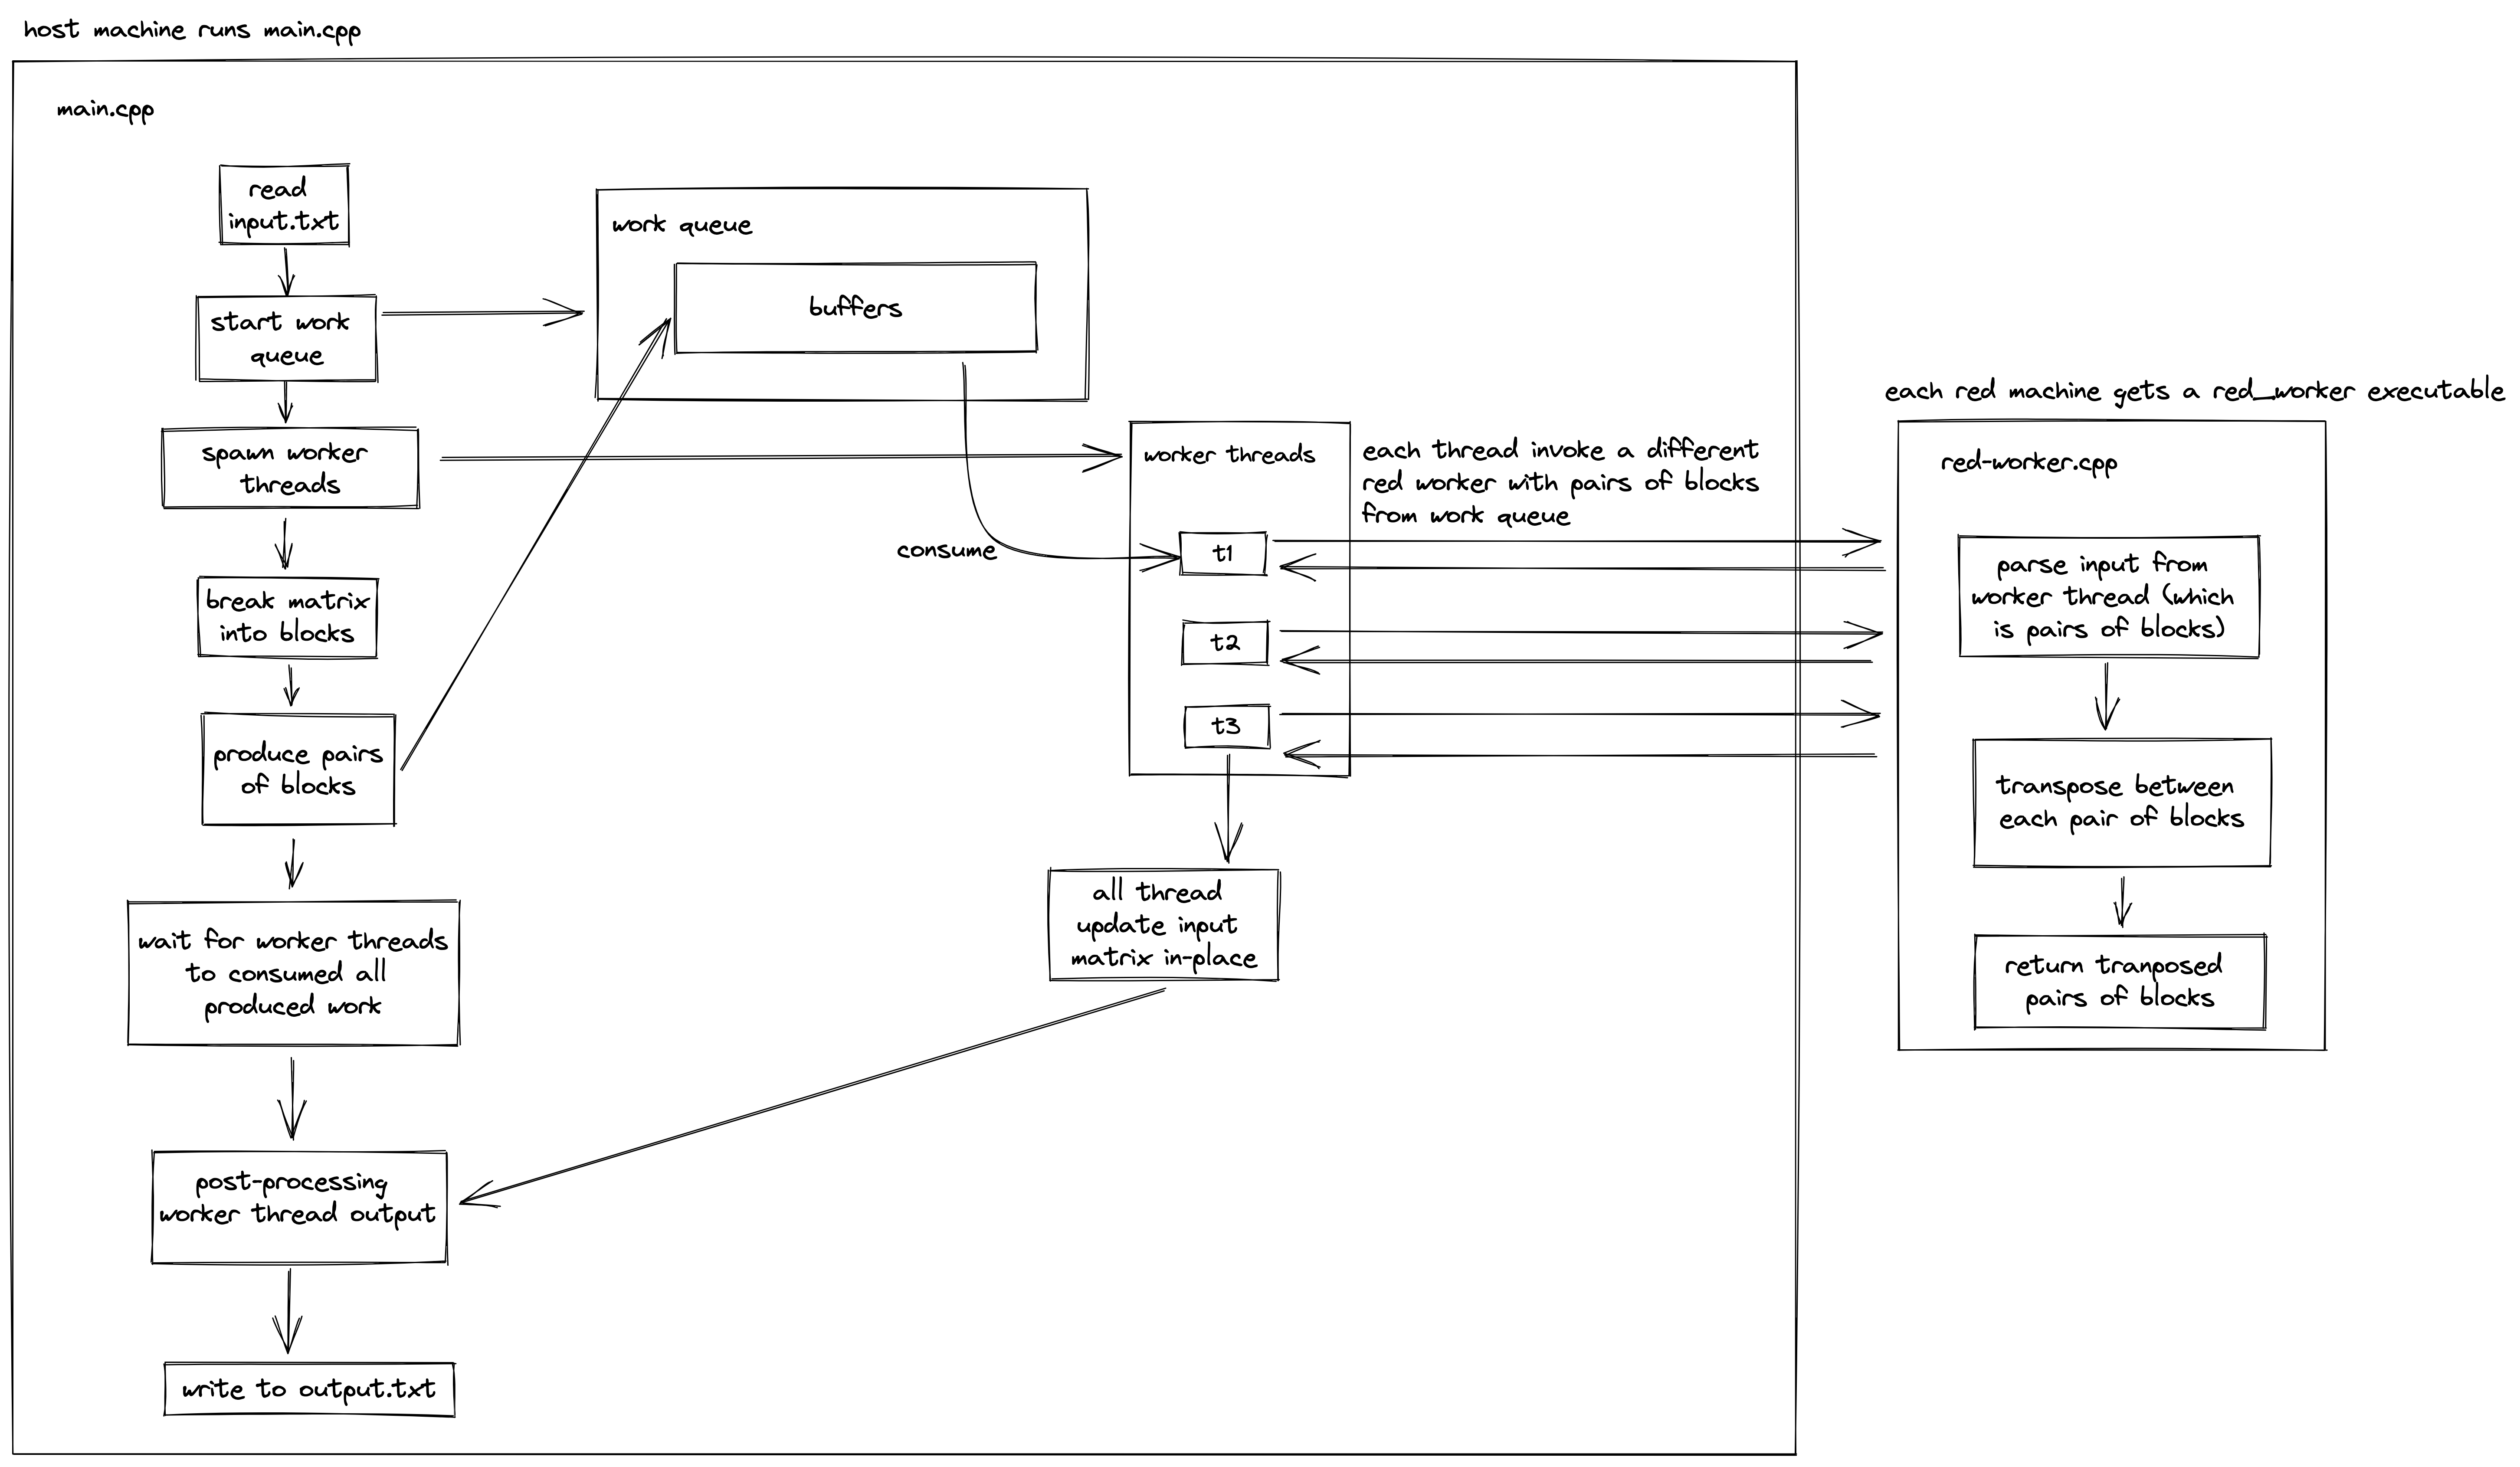 host machine runs main.cpp
main.cpp
read
input.txt
start work
queue
spawn worker
threads
break matrix
into blocks
produce pairs
of blocks
wait for worker threads
to consumed all
produced work
post-processing
worker thread output
write to output.txt
work queue
buffers
consume
worker threads
t1
t2
t3
each thread invoke a different
red worker with pairs of blocks
from work queue
all thread
update input
matrix in-place
each red machine gets a red_worker executable
red-worker.cpp
parse input from
worker thread (which
is pairs of blocks)
transpose between
each pair of blocks
return tranposed
pairs of blocks